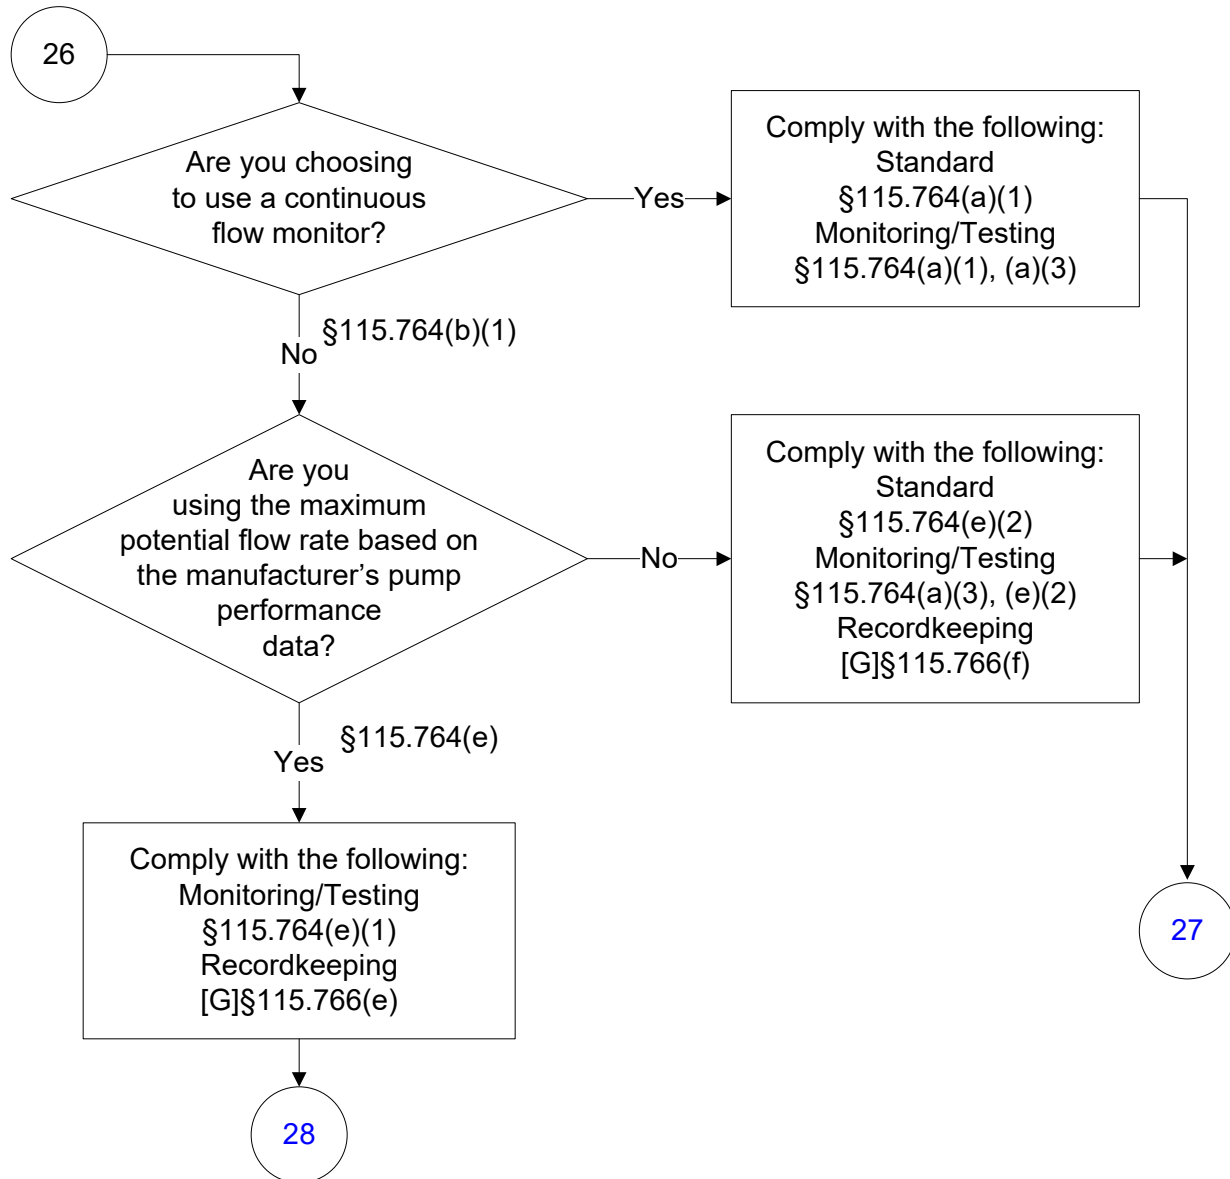 26
Are you choosing
to use a continuous
flow monitor?
Yes
Comply with the following:
Standard
§115.764(a)(1)
Monitoring/Testing
§115.764(a)(1), (a)(3)
§115.764(b)(1)
No
Are you
using the maximum
potential flow rate based on
the manufacturer’s pump
performance
data?
No
Comply with the following:
Standard
§115.764(e)(2)
Monitoring/Testing
§115.764(a)(3), (e)(2)
Recordkeeping
[G]§115.766(f)
§115.764(e)
Yes
Comply with the following:
Monitoring/Testing
§115.764(e)(1)
Recordkeeping
[G]§115.766(e)
27
28